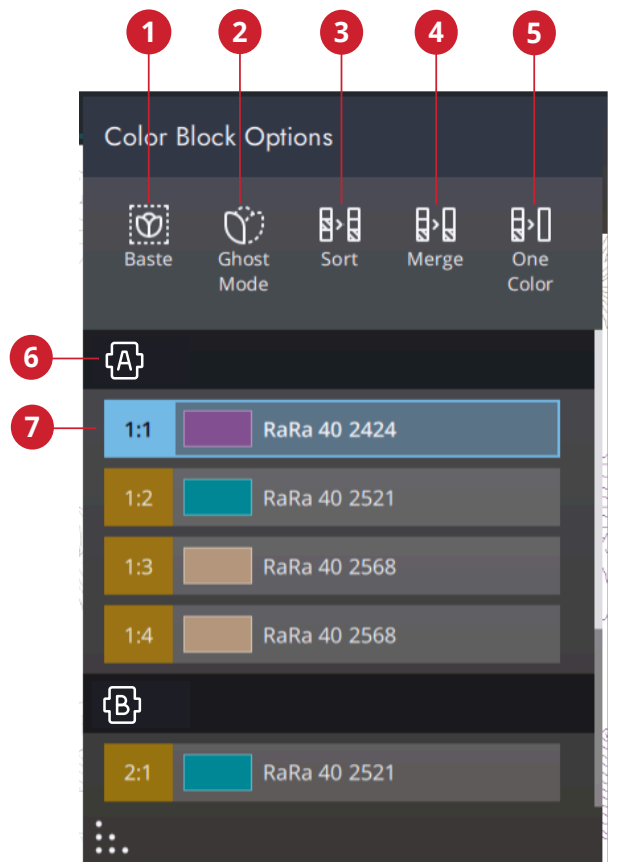 1 2 3 4 5
Color Block Options
Baste Ghost Mode Sort Merge One Color
6 A
7 1:1 RaRa 40 2424
1:2 RaRa 40 2521
1:3 RaRa 40 2568
1:4 RaRa 40 2568
B
2:1 RaRa 40 2521